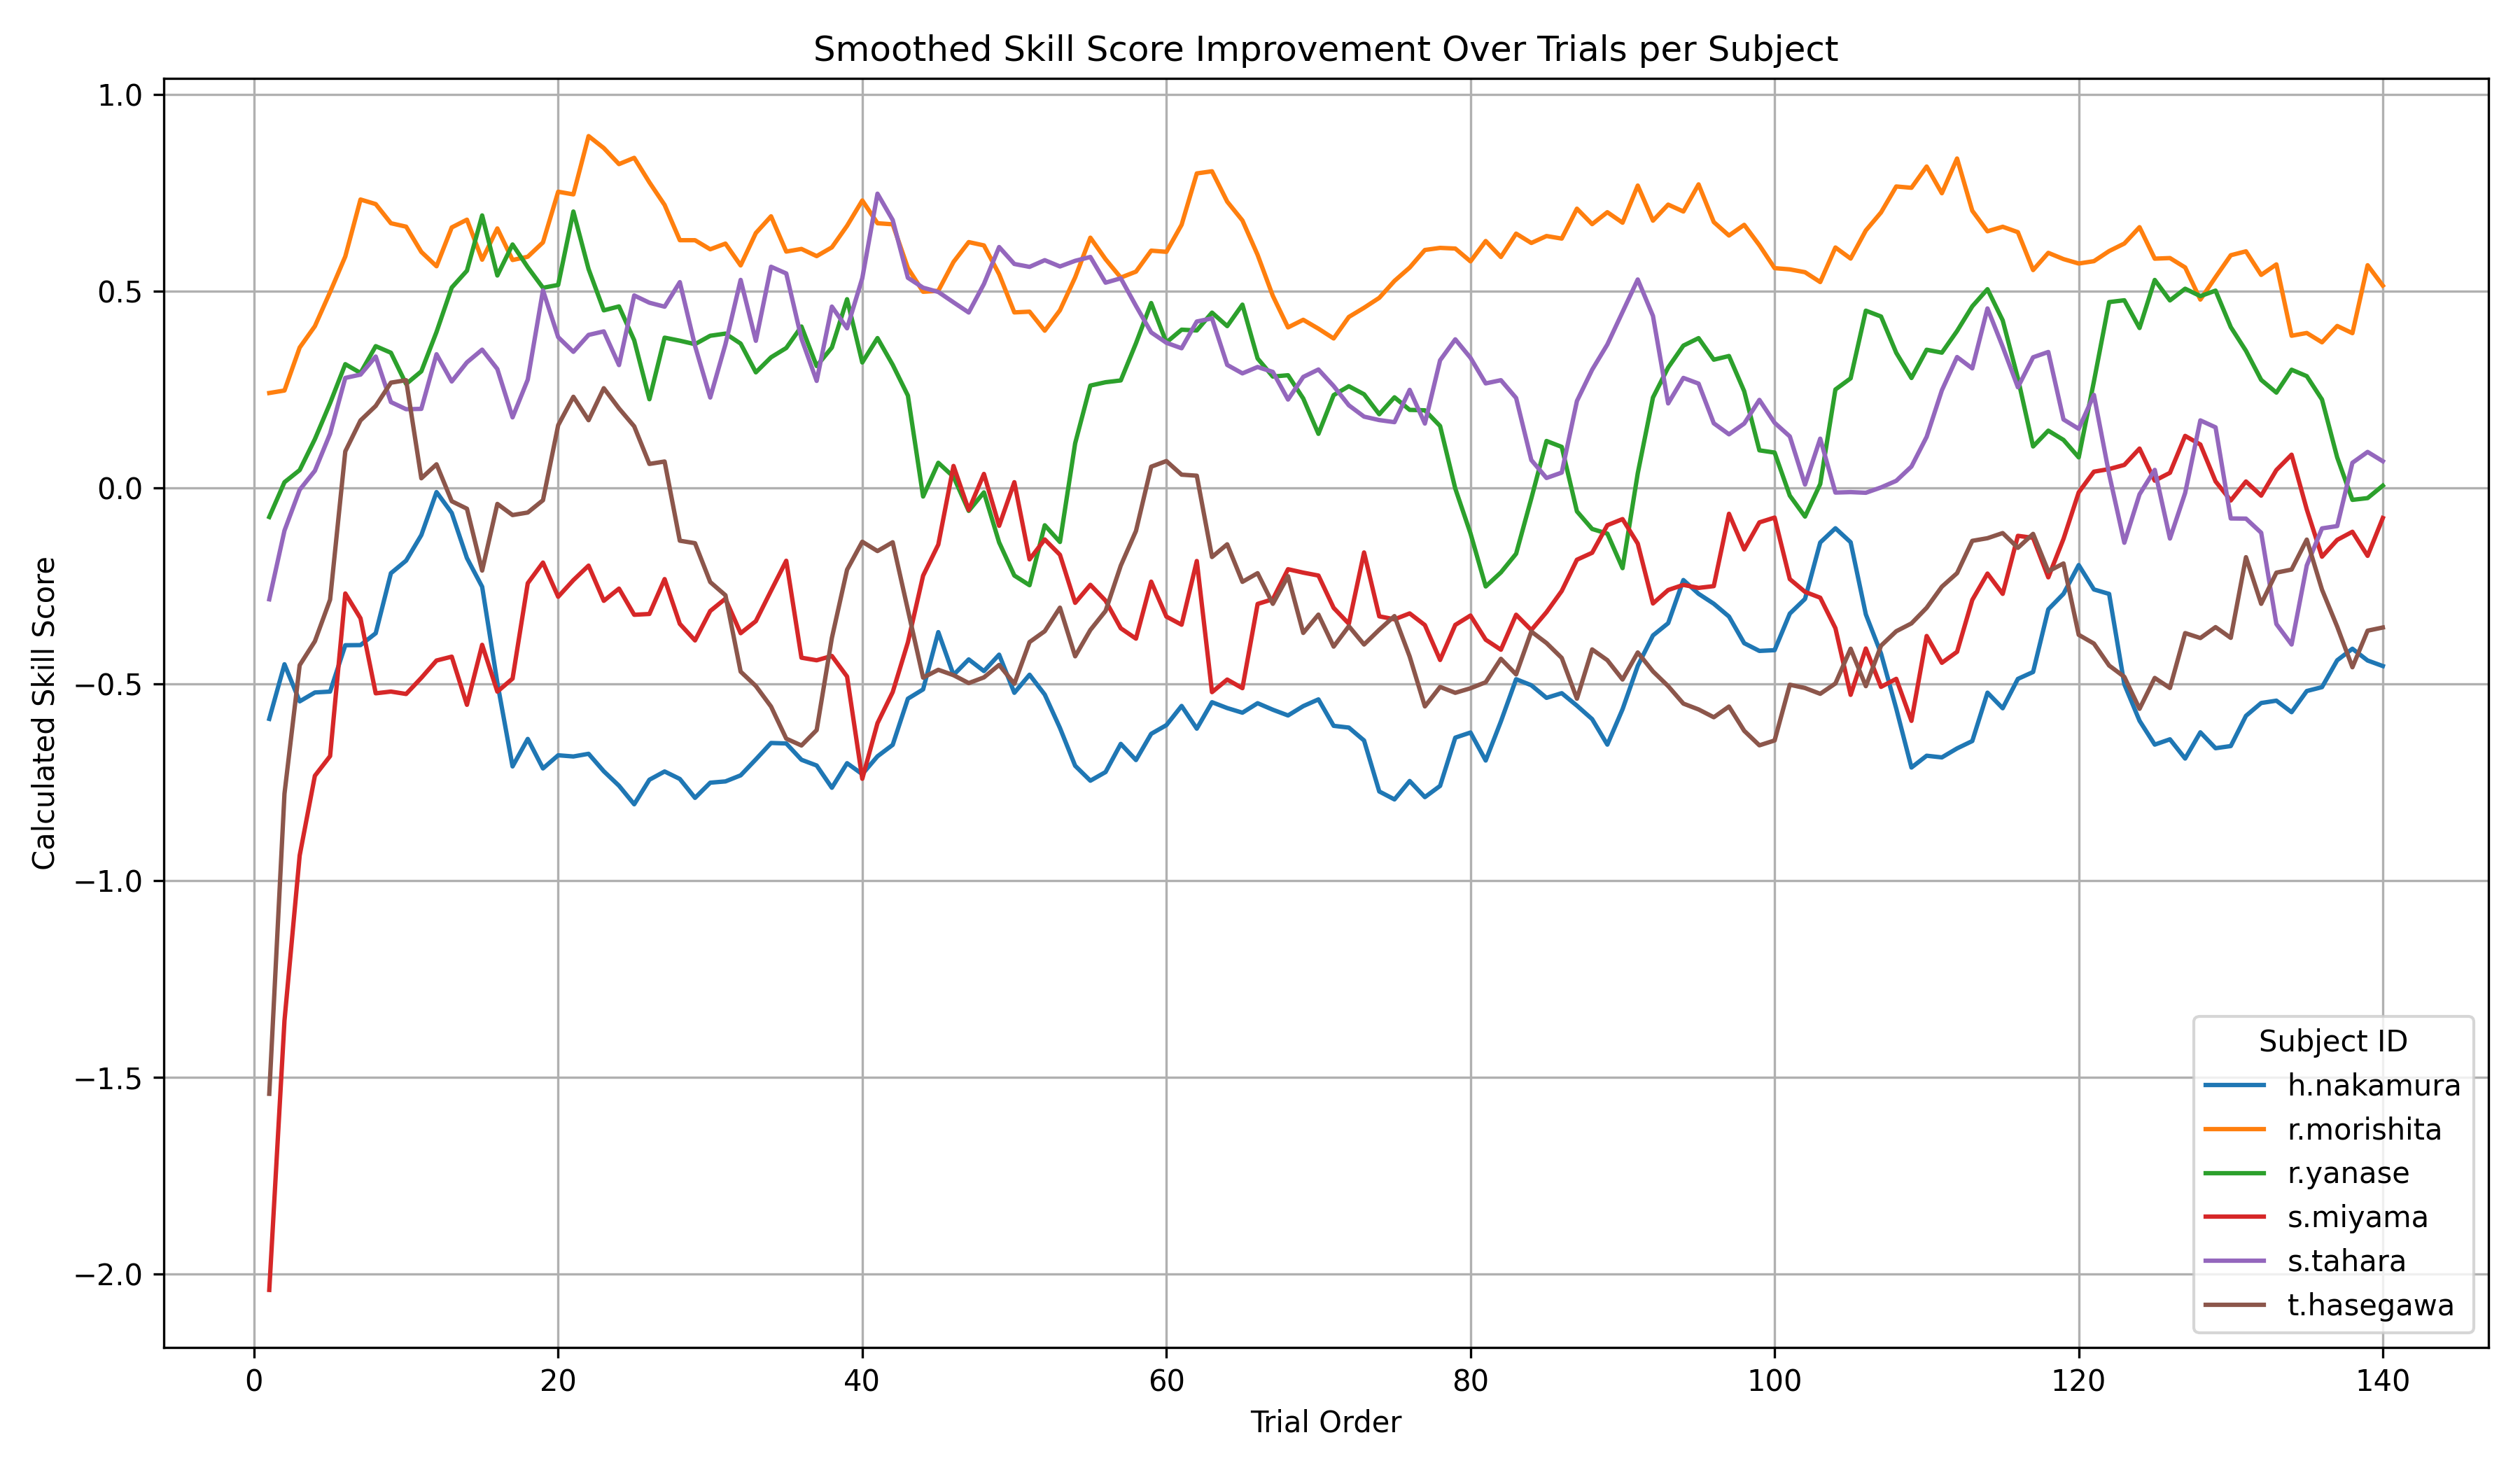 Smoothed Skill Score Improvement Over Trials per Subject
Calculated Skill Score
1.0
0.5
0.0
−0.5
−1.0
−1.5
−2.0
0 20 40 60 80 100 120 140
Trial Order
Subject ID
h.nakamura
r.morishita
r.yanase
s.miyama
s.tahara
t.hasegawa